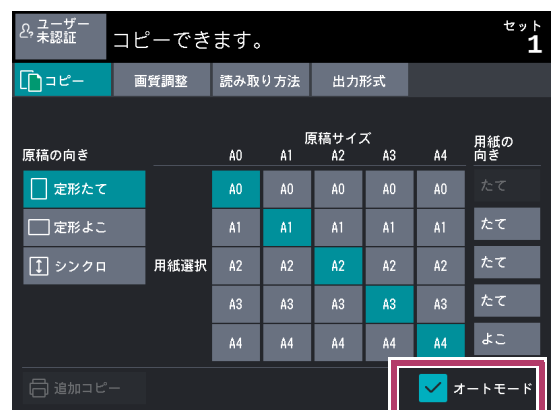 ユーザー
未認証
コピーできます。
セット
1
コピー
画質調整
読み取り方法
出力形式
原稿サイズ
用紙の
向き
原稿の向き
A0 A1 A2 A3 A4
定形たて
A0 A0 A0 A0 A0 たて
定形よこ
A1 A1 A1 A1 A1 たて
シンクロ
用紙選択
A2 A2 A2 A2 A2 たて
A3 A3 A3 A3 A3 たて
A4 A4 A4 A4 A4 よこ
追加コピー
オートモード